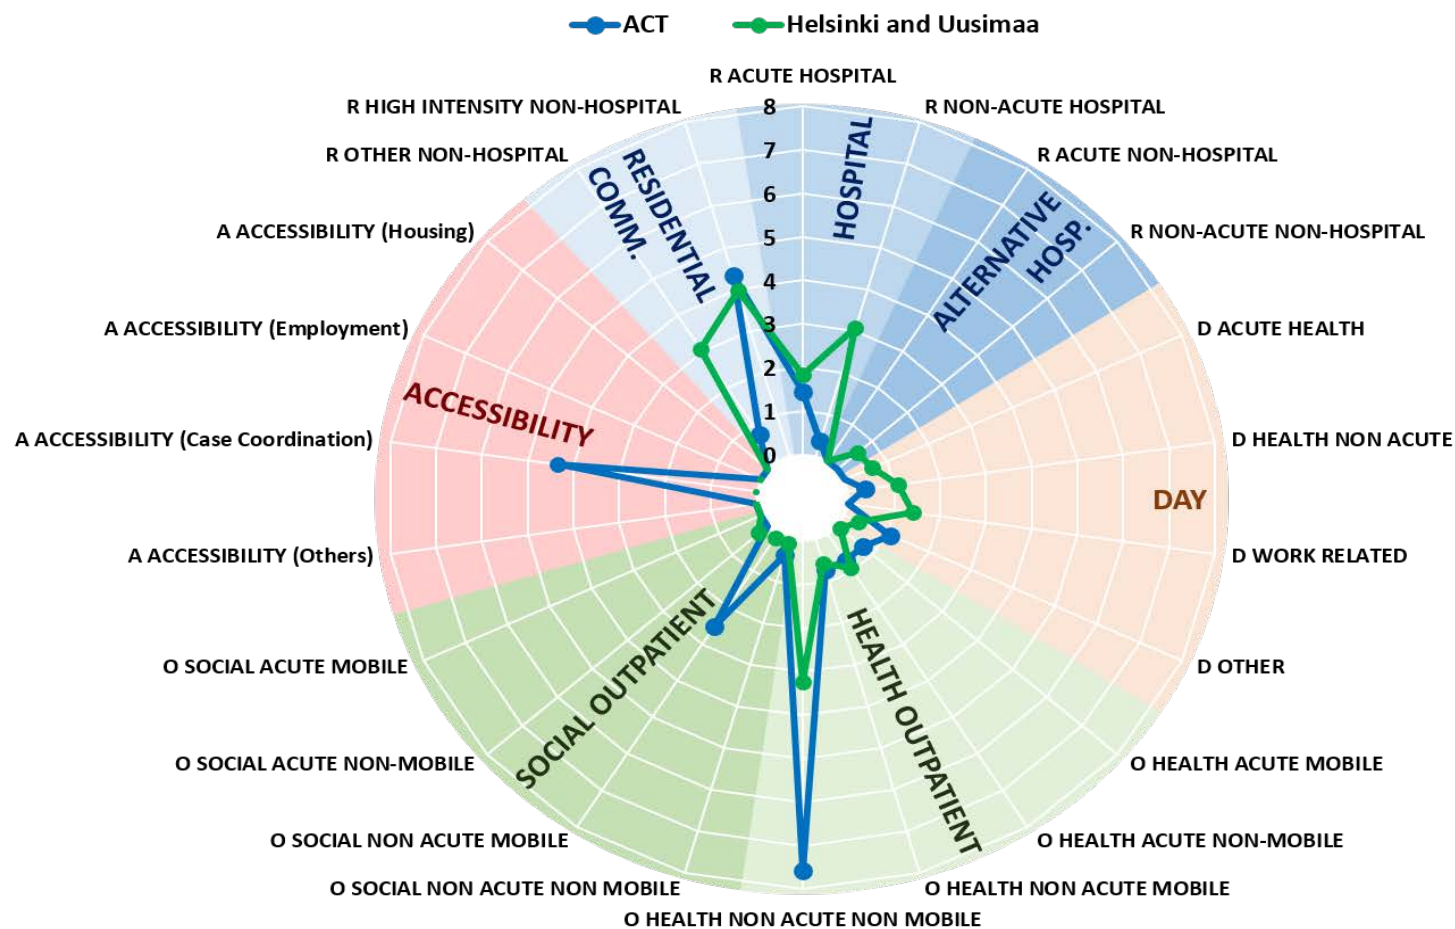 ACT
Helsinki and Uusimaa
R ACUTE HOSPITAL
R HIGH INTENSITY NON-HOSPITAL
R NON-ACUTE HOSPITAL
R OTHER NON-HOSPITAL
R ACUTE NON-HOSPITAL
A ACCESSIBILITY (Housing)
R NON-ACUTE NON-HOSPITAL
A ACCESSIBILITY (Employment)
D ACUTE HEALTH
A ACCESSIBILITY (Case Coordination)
D HEALTH NON ACUTE
A ACCESSIBILITY (Others)
D WORK RELATED
O SOCIAL ACUTE MOBILE
D OTHER
O SOCIAL ACUTE NON-MOBILE
O HEALTH ACUTE MOBILE
O SOCIAL NON ACUTE MOBILE
O HEALTH ACUTE NON-MOBILE
O SOCIAL NON ACUTE NON MOBILE
O HEALTH NON ACUTE MOBILE
O HEALTH NON ACUTE NON MOBILE
8
7
6
5
4
3
2
1
0
RESIDENTIAL
COMM.
HOSPITAL
ALTERNATIVE
HOSP.
ACCESSIBILITY
DAY
SOCIAL OUTPATIENT
HEALTH OUTPATIENT